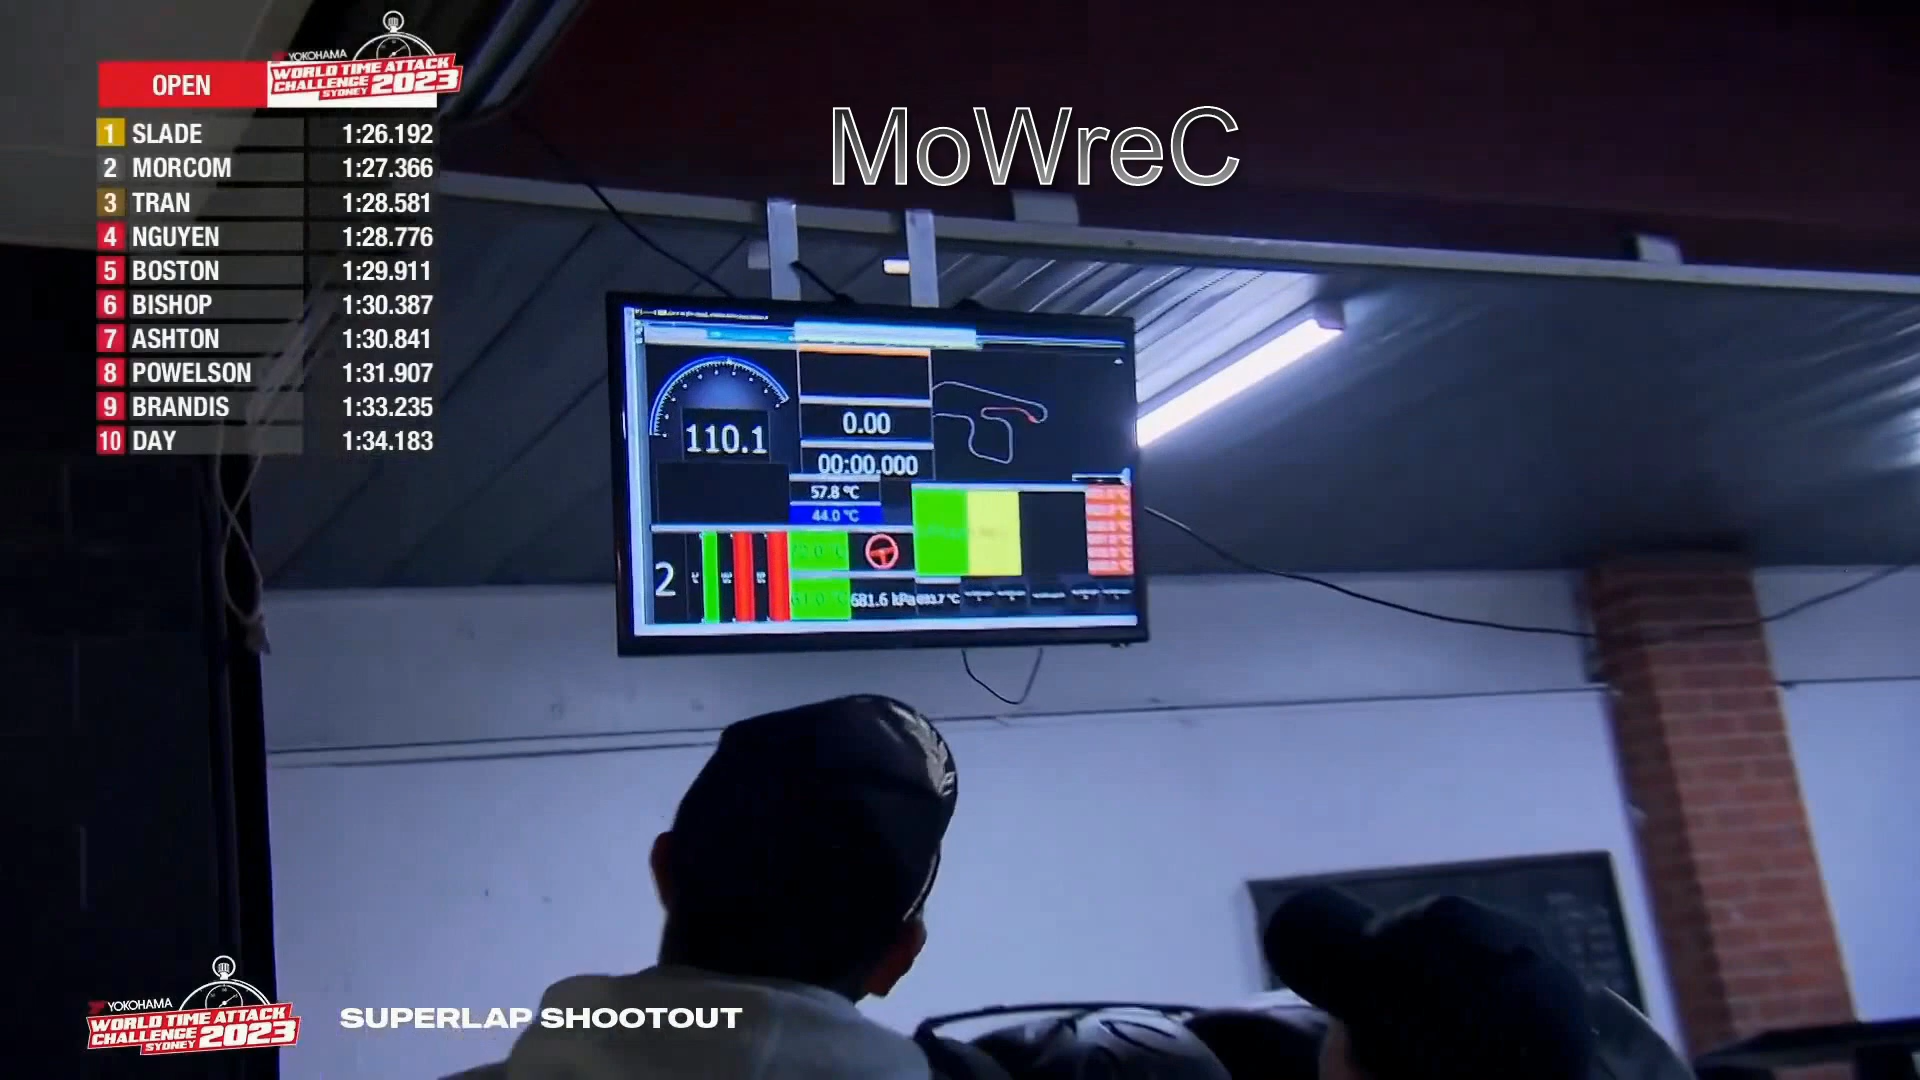 OPEN
YOKOHAMA
WORLD TIME ATTACK
CHALLENGE 2023
SYDNEY
1 SLADE 1:26.192
2 MORCOM 1:27.366
3 TRAN 1:28.581
4 NGUYEN 1:28.776
5 BOSTON 1:29.911
6 BISHOP 1:30.387
7 ASHTON 1:30.841
8 POWELSON 1:31.907
9 BRANDIS 1:33.235
10 DAY 1:34.183
MoWreC
110.1
0.00
00:00.000
57.8 °C
44.0 °C
2
681.6 kPa
YOKOHAMA
WORLD TIME ATTACK
CHALLENGE 2023
SYDNEY
SUPERLAP SHOOTOUT